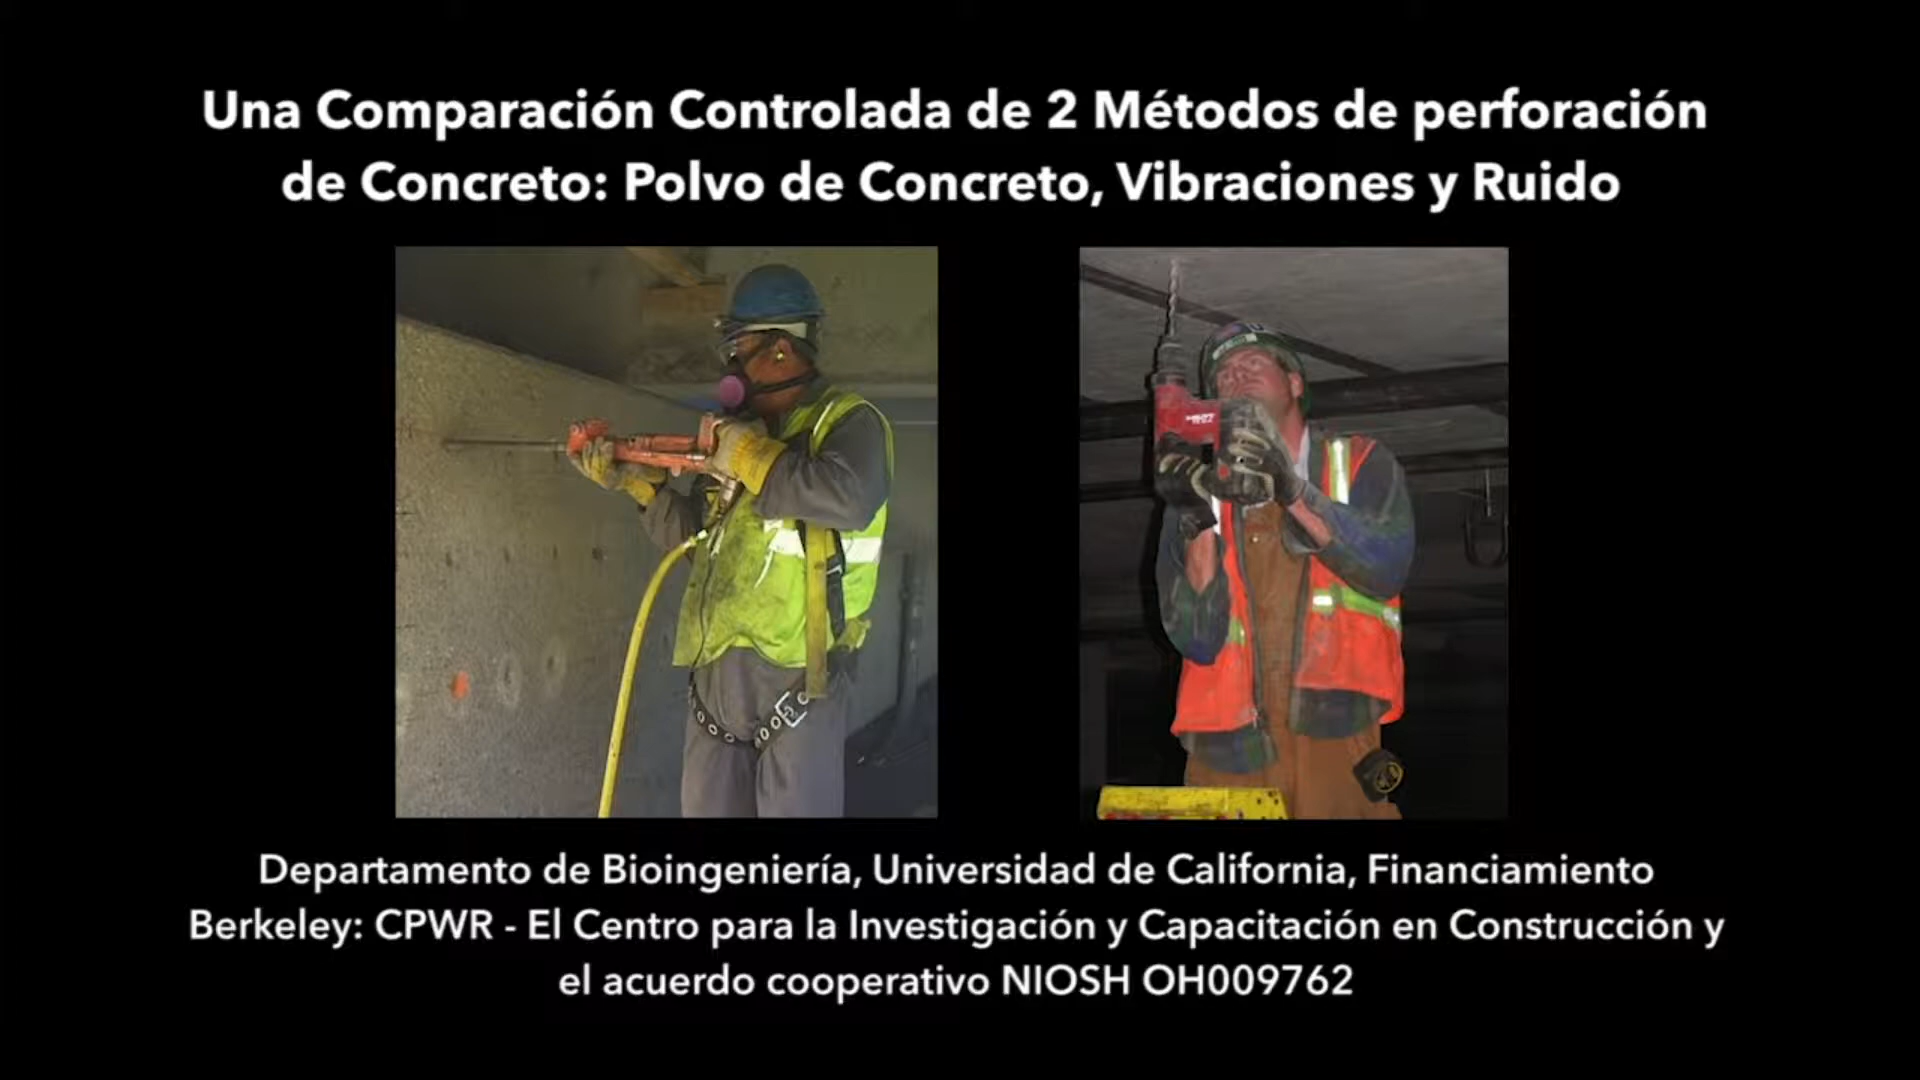 Una Comparación Controlada de 2 Métodos de perforación
de Concreto: Polvo de Concreto, Vibraciones y Ruido
Departamento de Bioingeniería, Universidad de California, Financiamiento
Berkeley: CPWR - El Centro para la Investigación y Capacitación en Construcción y
el acuerdo cooperativo NIOSH OH009762